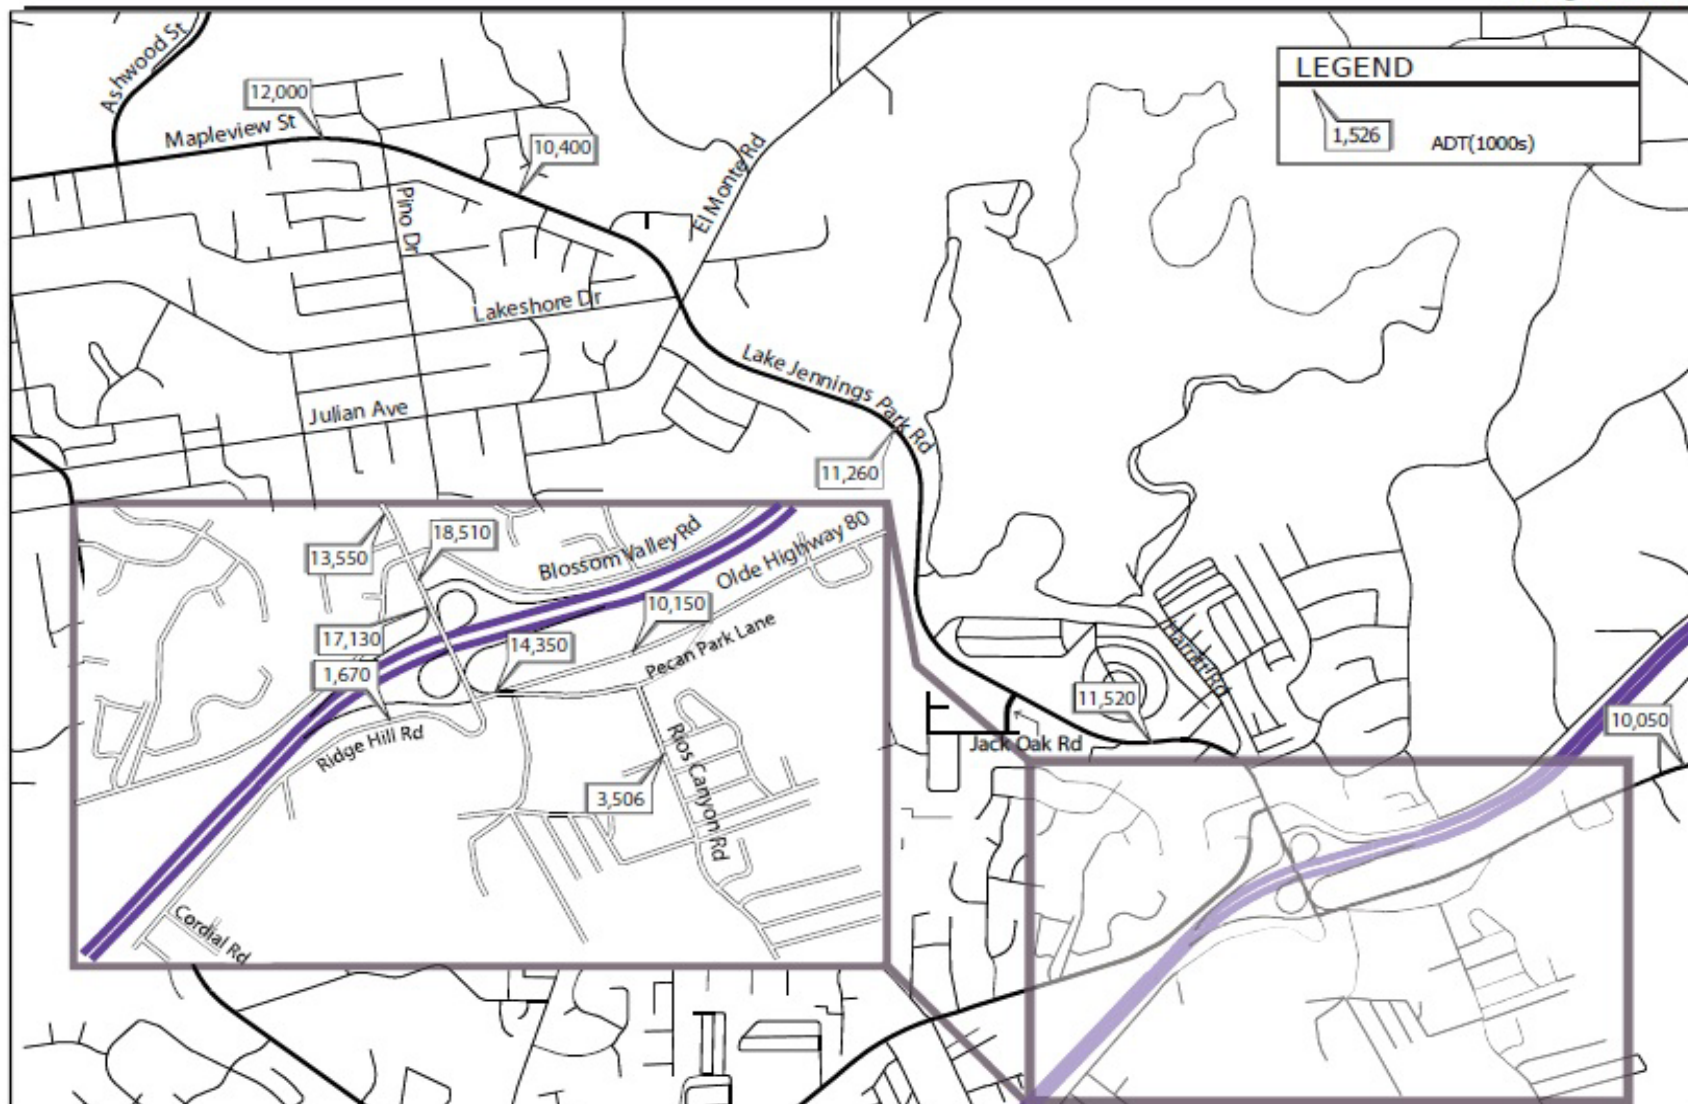 Ashwood St
12,000
Mapleview St
10,400
El Monte Rd
LEGEND
1,526
ADT(1000s)
Pino Dr
Lakeshore Dr
Lake Jennings Park Rd
Julian Ave
11,260
13,550
18,510
Blossom Valley Rd
Olde Highway 80
10,150
17,130
14,350
Pecan Park Lane
1,670
Ridge Hill Rd
Rios Canyon Rd
3,506
Cordial Rd
11,520
Jack Oak Rd
10,050